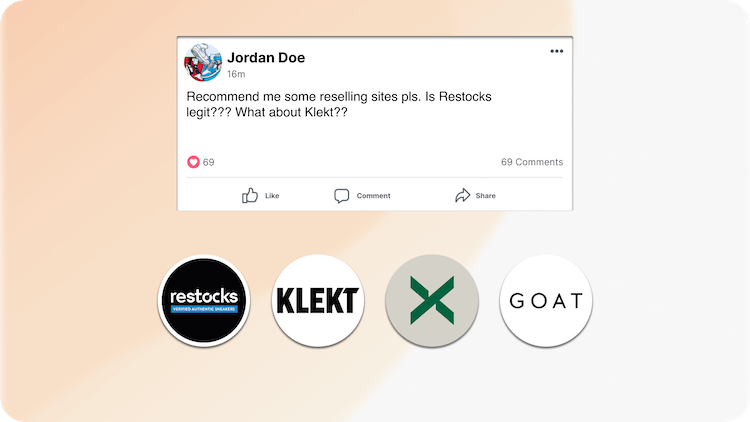 Jordan Doe
16m
Recommend me some reselling sites pls. Is Restocks
legit??? What about Klekt??
69
69 Comments
Like
Comment
Share
restocks
VERIFIED AUTHENTIC SNEAKERS
KLEKT
GOAT